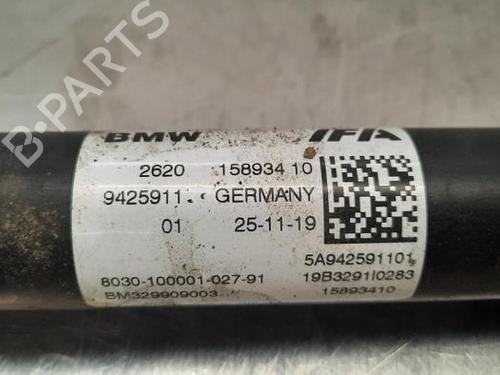 BMW IFA
2620 158934 10
9425911 GERMANY
01 25-11-19
5A942591101
8030-100001-027-91 19B3291I0283
BM329909003 15893410
B-PARTS